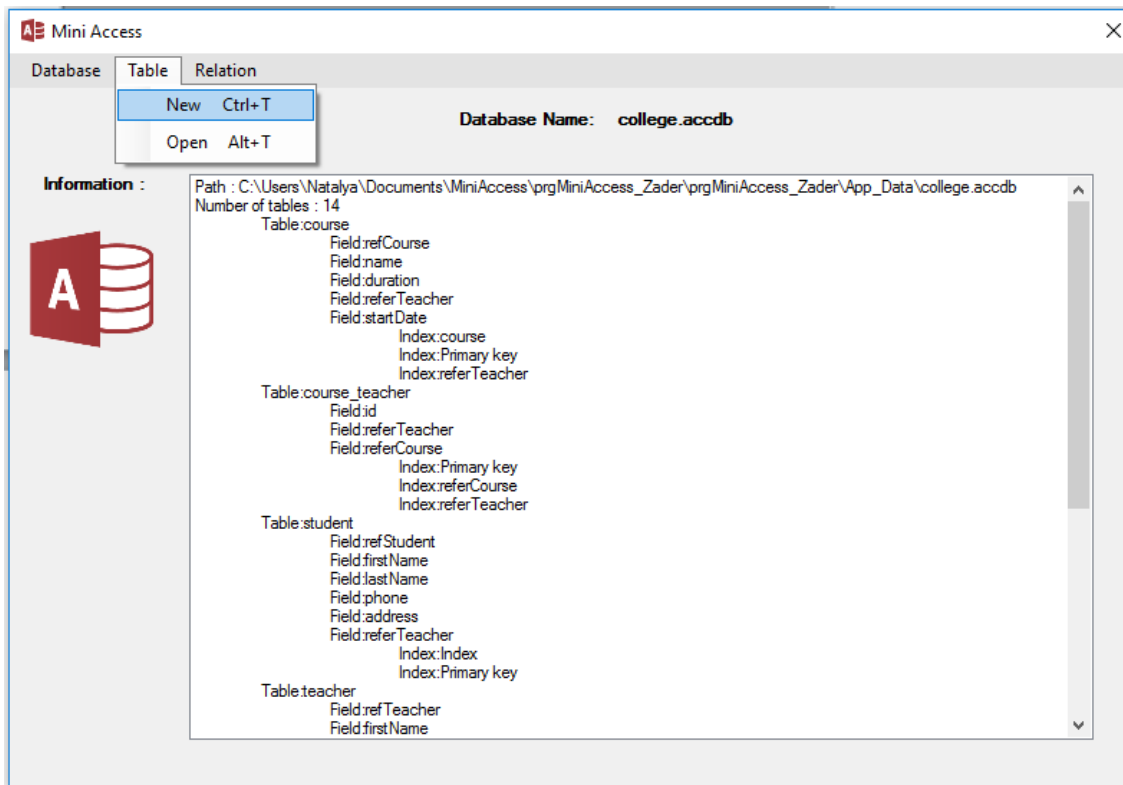 Mini Access
Database Table Relation
New Ctrl+T
Open Alt+T
Database Name: college.accdb
Information :
A
Path : C:\Users\Natalya\Documents\MiniAccess\prgMiniAccess_Zader\prgMiniAccess_Zader\App_Data\college.accdb
Number of tables : 14
Table:course
Field:refCourse
Field:name
Field:duration
Field:referTeacher
Field:startDate
Index:course
Index:Primary key
Index:referTeacher
Table:course_teacher
Field:id
Field:referTeacher
Field:referCourse
Index:Primary key
Index:referCourse
Index:referTeacher
Table:student
Field:refStudent
Field:firstName
Field:lastName
Field:phone
Field:address
Field:referTeacher
Index:Index
Index:Primary key
Table:teacher
Field:refTeacher
Field:firstName